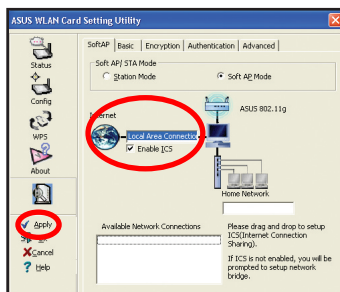 ASUS WLAN Card Setting Utility
Status
Config
WPS
About
Apply
Cancel
Help
SoftAP
Basic
Encryption
Authentication
Advanced
Soft AP/ STA Mode
Station Mode
Soft AP Mode
Internet
ASUS 802.11g
Local Area Connection
Enable ICS
Home Network
Available Network Connections
Please drag and drop to setup
ICS(Internet Connection
Sharing).
If ICS is not enabled, you will be
prompted to setup network
bridge.